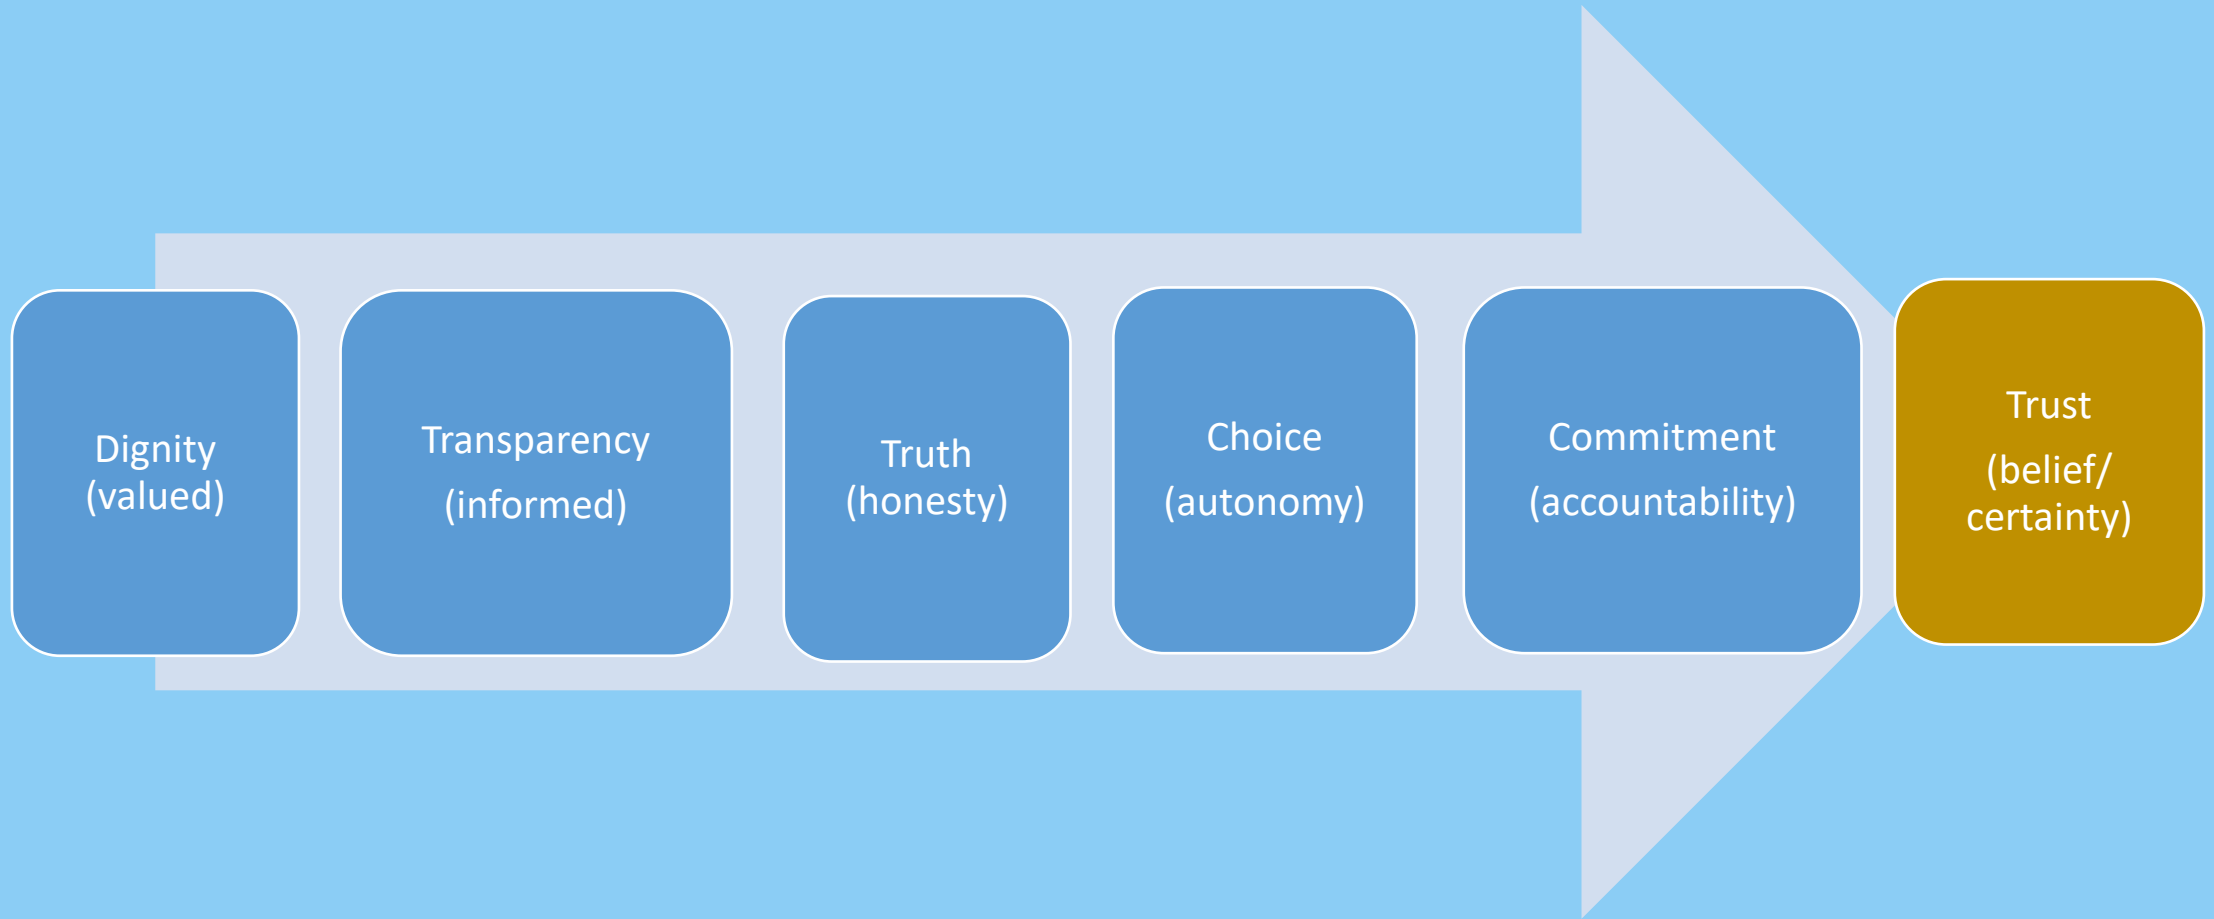 Dignity
(valued)
Transparency
(informed)
Truth
(honesty)
Choice
(autonomy)
Commitment
(accountability)
Trust
(belief/
certainty)